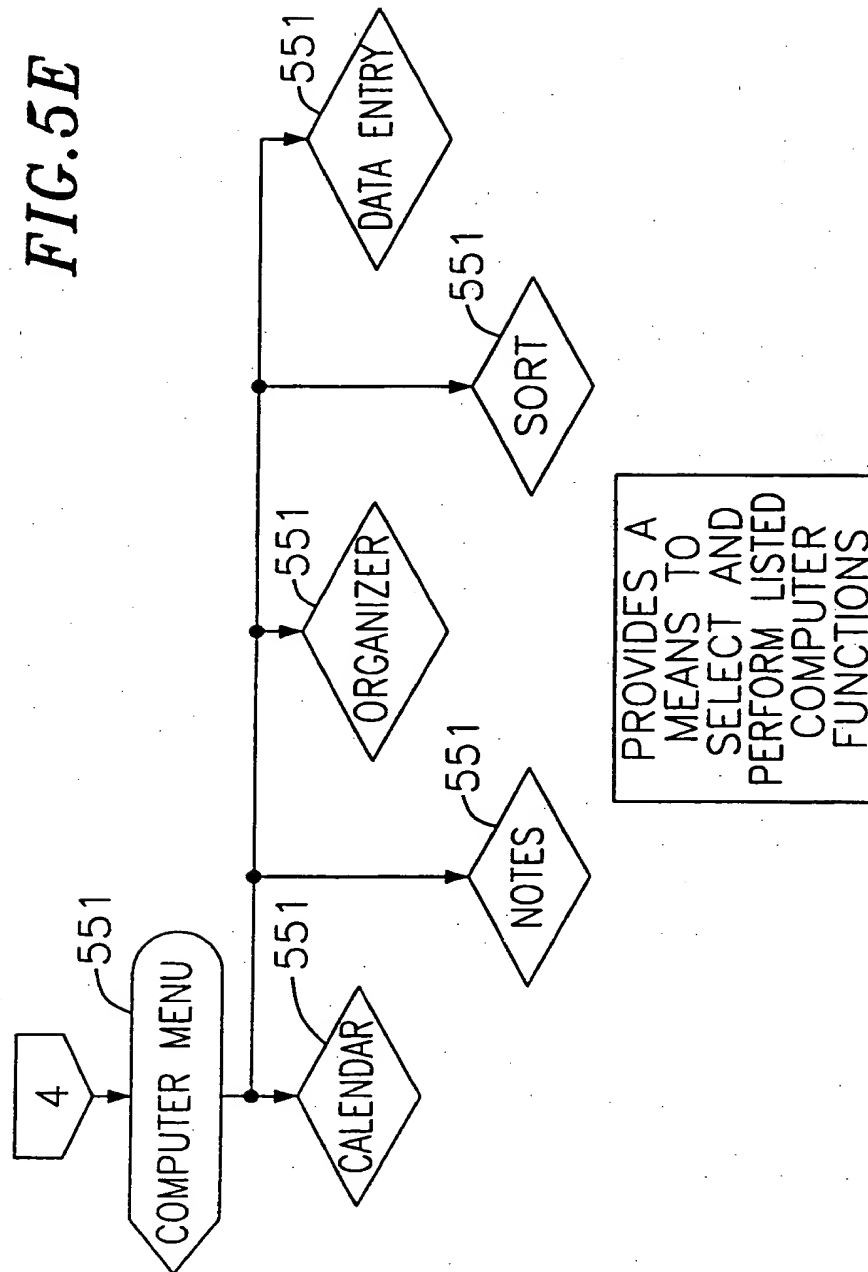 FIG.5E
4
COMPUTER MENU
551
CALENDAR
551
NOTES
551
ORGANIZER
551
SORT
551
DATA ENTRY
551
PROVIDES A
MEANS TO
SELECT AND
PERFORM LISTED
COMPUTER
FUNCTIONS